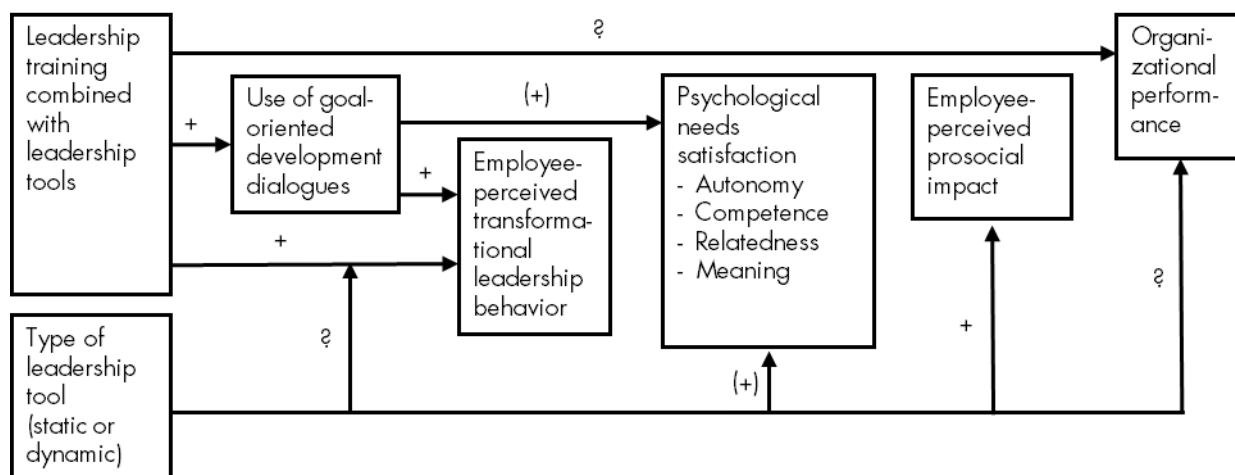 Leadership
training
combined
with
leadership
tools
+
Use of goal-
oriented
development
dialogues
(+)
+
+
Employee-
perceived
transforma-
tional
leadership
behavior
?
Psychological
needs
satisfaction
- Autonomy
- Competence
- Relatedness
- Meaning
Employee-
perceived
prosocial
impact
Organi-
zational
perform-
ance
Type of
leadership
tool
(static or
dynamic)
?
(+)
+
?